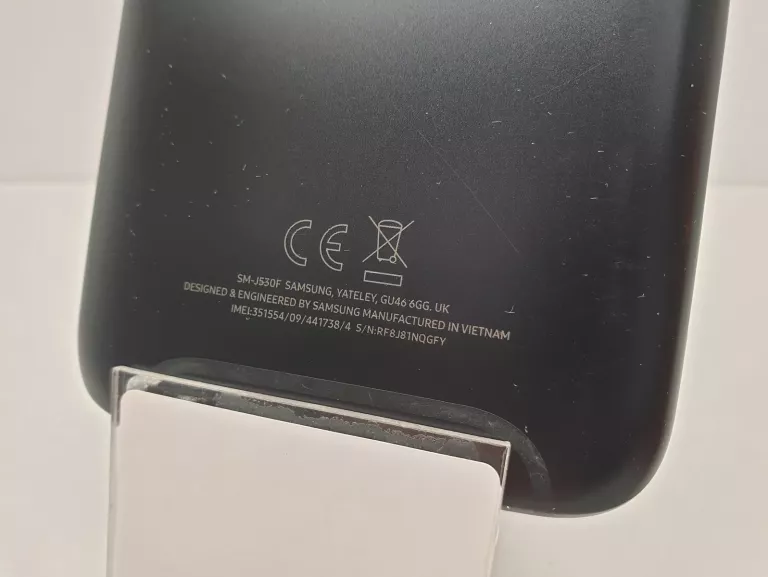 CE
SM-J530F SAMSUNG, YATELEY, GU46 6GG. UK
DESIGNED & ENGINEERED BY SAMSUNG MANUFACTURED IN VIETNAM
IMEI:351554/09/441738/4 S/N:RF8J81NQGFY